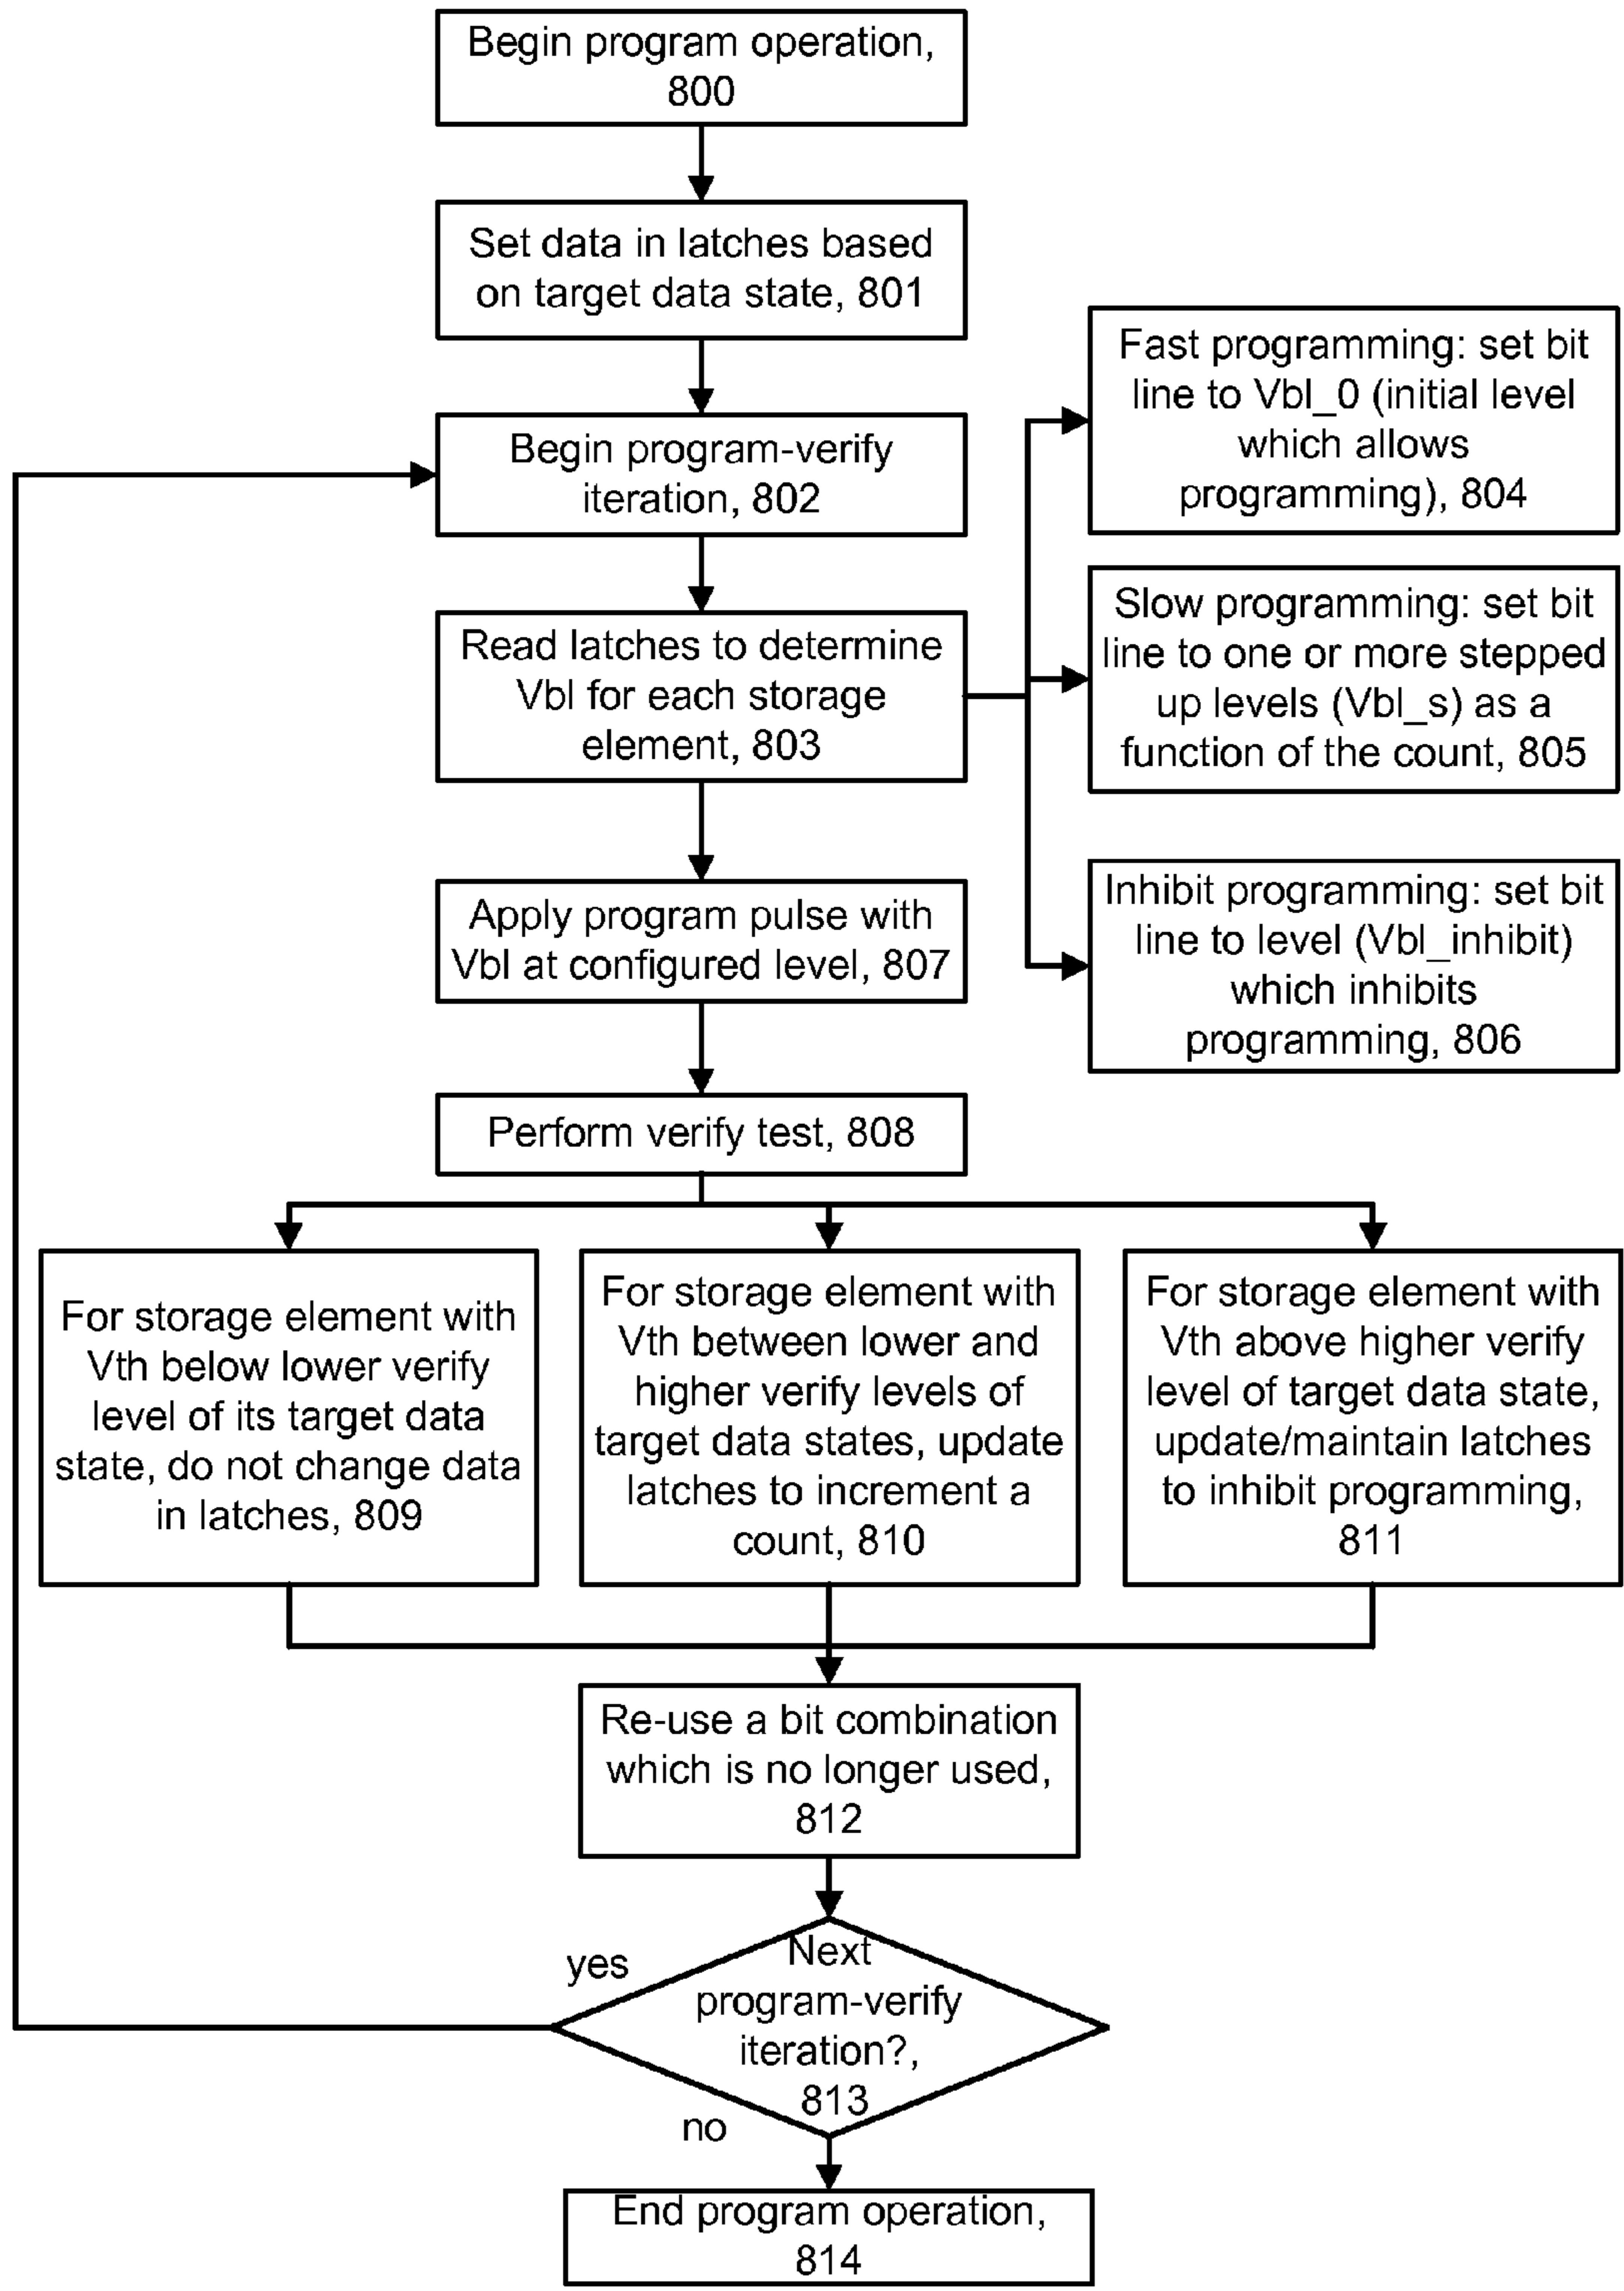 Begin program operation,
800
Set data in latches based
on target data state, 801
Begin program-verify
iteration, 802
Read latches to determine
Vbl for each storage
element, 803
Fast programming: set bit
line to Vbl_0 (initial level
which allows
programming), 804
Slow programming: set bit
line to one or more stepped
up levels (Vbl_s) as a
function of the count, 805
Inhibit programming: set bit
line to level (Vbl_inhibit)
which inhibits
programming, 806
Apply program pulse with
Vbl at configured level, 807
Perform verify test, 808
For storage element with
Vth below lower verify
level of its target data
state, do not change data
in latches, 809
For storage element with
Vth between lower and
higher verify levels of
target data states, update
latches to increment a
count, 810
For storage element with
Vth above higher verify
level of target data state,
update/maintain latches
to inhibit programming,
811
Re-use a bit combination
which is no longer used,
812
yes
Next
program-verify
iteration?,
813
no
End program operation,
814